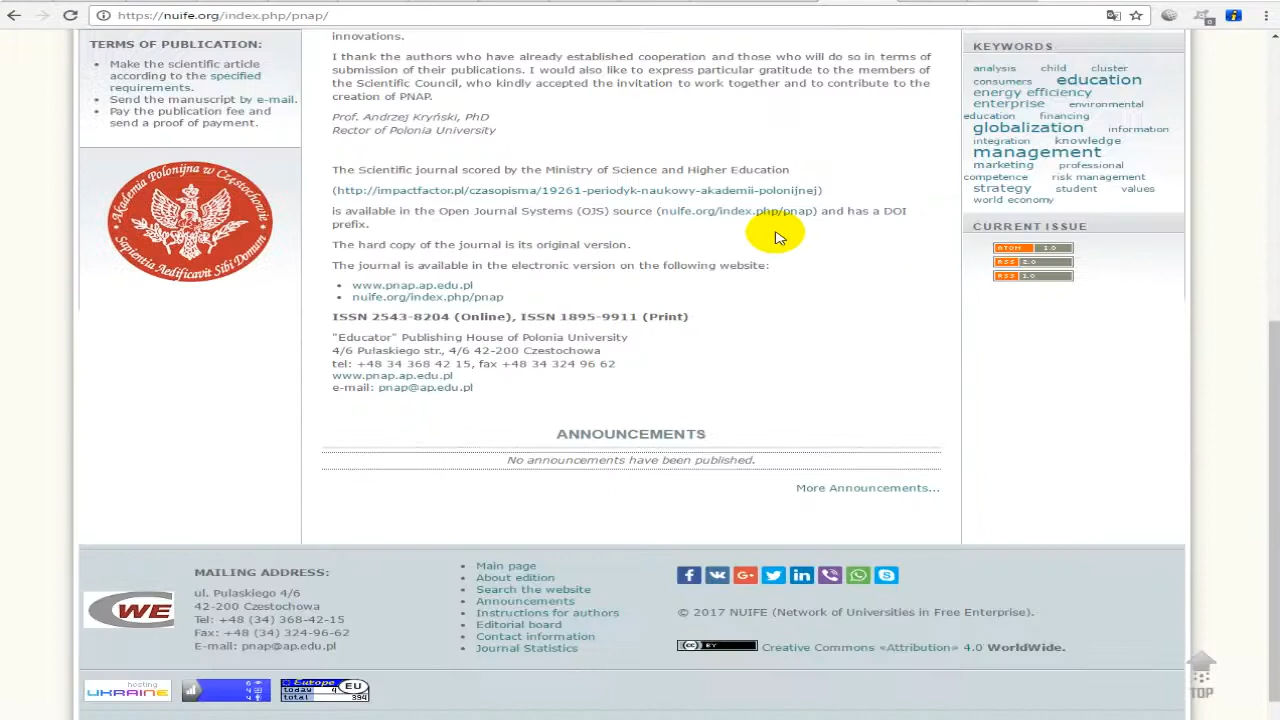 https://nuife.org/index.php/pnap/
TERMS OF PUBLICATION:
Make the scientific article
according to the specified
requirements.
Send the manuscript by e-mail.
Pay the publication fee and
send a proof of payment.
Akademia Polonijna w Częstochowie
Sapientia Aedificavit Sibi Domum
innovations.
I thank the authors who have already established cooperation and those who will do so in terms of
submission of their publications. I would also like to express particular gratitude to the members of
the Scientific Council, who kindly accepted the invitation to work together and to contribute to the
creation of PNAP.
Prof. Andrzej Kryński, PhD
Rector of Polonia University
The Scientific journal scored by the Ministry of Science and Higher Education
(http://impactfactor.pl/czasopisma/19261-periodyk-naukowy-akademii-polonijnej)
is available in the Open Journal Systems (OJS) source (nuife.org/index.php/pnap) and has a DOI
prefix.
The hard copy of the journal is its original version.
The journal is available in the electronic version on the following website:
www.pnap.ap.edu.pl
nuife.org/index.php/pnap
ISSN 2543-8204 (Online), ISSN 1895-9911 (Print)
"Educator" Publishing House of Polonia University
4/6 Pułaskiego str., 4/6 42-200 Czestochowa
tel: +48 34 368 42 15, fax +48 34 324 96 62
www.pnap.ap.edu.pl
e-mail: pnap@ap.edu.pl
ANNOUNCEMENTS
No announcements have been published.
More Announcements...
KEYWORDS
analysis child cluster
consumers education
energy efficiency
enterprise environmental
education financing
globalization information
integration knowledge
management
marketing professional
competence risk management
strategy student values
world economy
CURRENT ISSUE
ATOM 1.0
RSS 2.0
RSS 1.0
WE
MAILING ADDRESS:
ul. Pulaskiego 4/6
42-200 Czestochowa
Tel: +48 (34) 368-42-15
Fax: +48 (34) 324-96-62
E-mail: pnap@ap.edu.pl
Main page
About edition
Search the website
Announcements
Instructions for authors
Editorial board
Contact information
Journal Statistics
© 2017 NUIFE (Network of Universities in Free Enterprise).
(cc) BY Creative Commons «Attribution» 4.0 WorldWide.
TOP
hosting
UKRAINE
Europe
today 4
total 394
EU